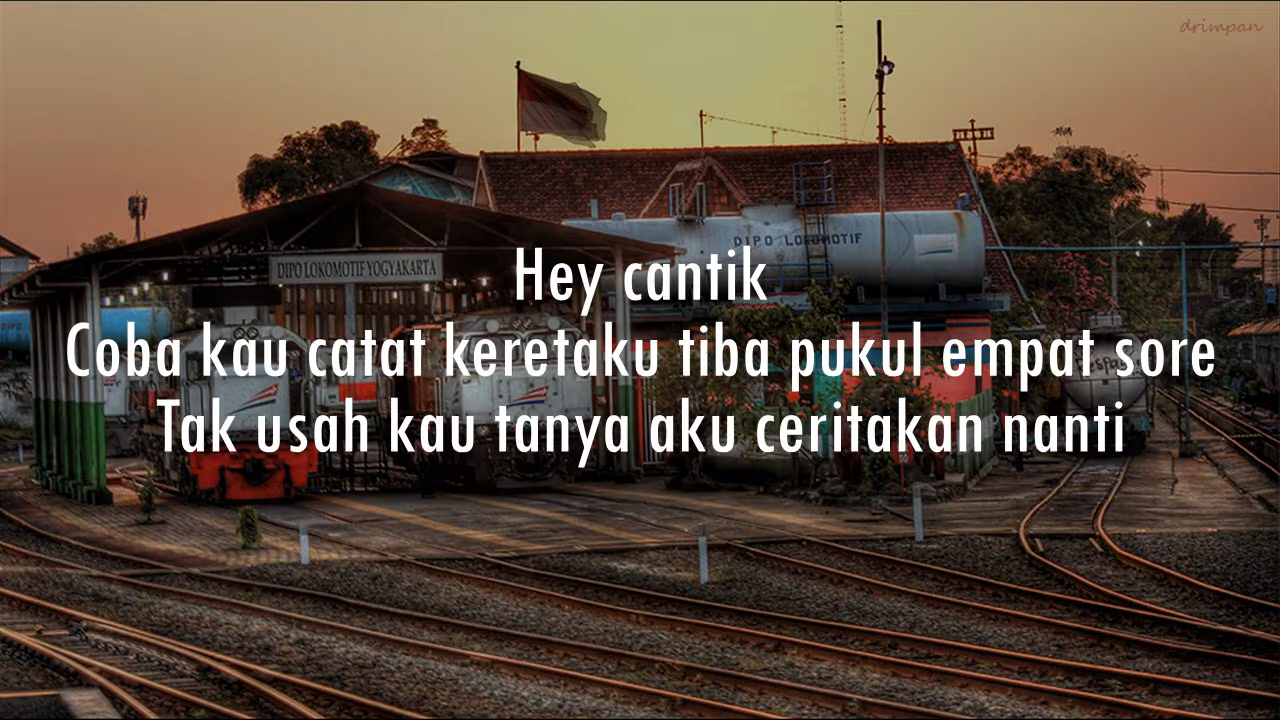 drimpan
DIPO LOKOMOTIF
DIPO LOKOMOTIF YOGYAKARTA
Hey cantik
Coba kau catat keretaku tiba pukul empat sore
Tak usah kau tanya aku ceritakan nanti